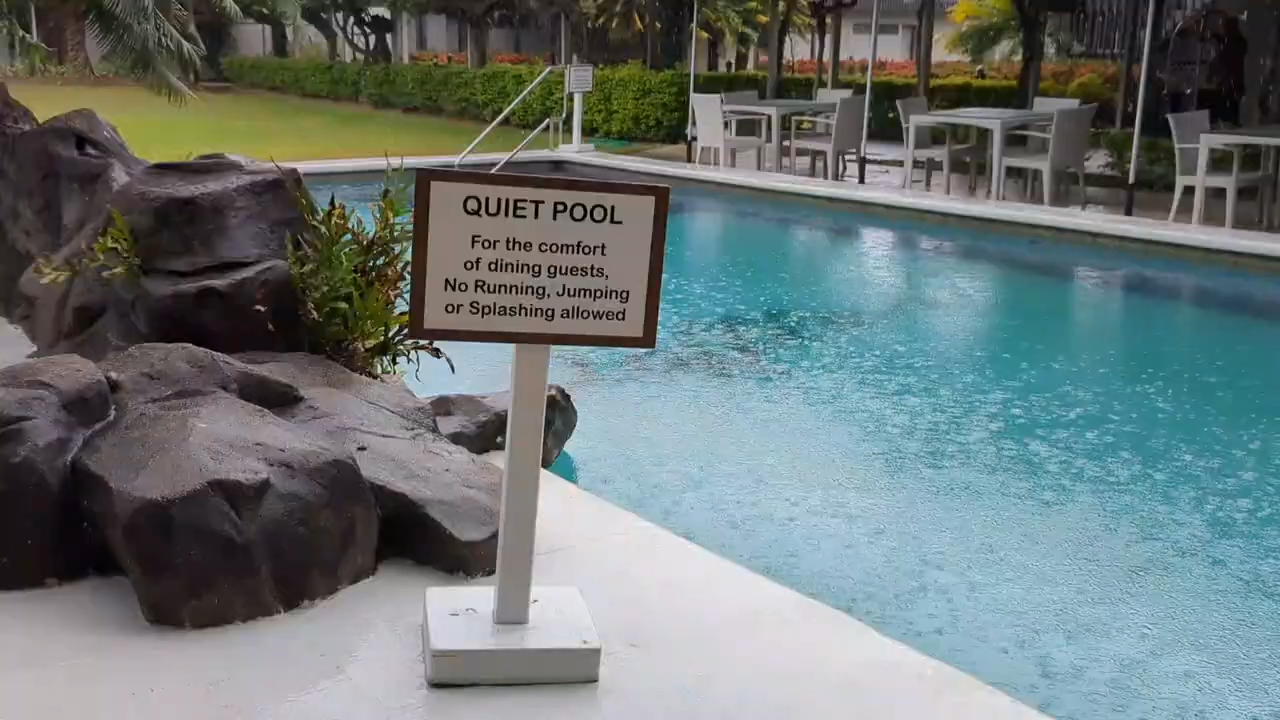 QUIET POOL
For the comfort
of dining guests,
No Running, Jumping
or Splashing allowed